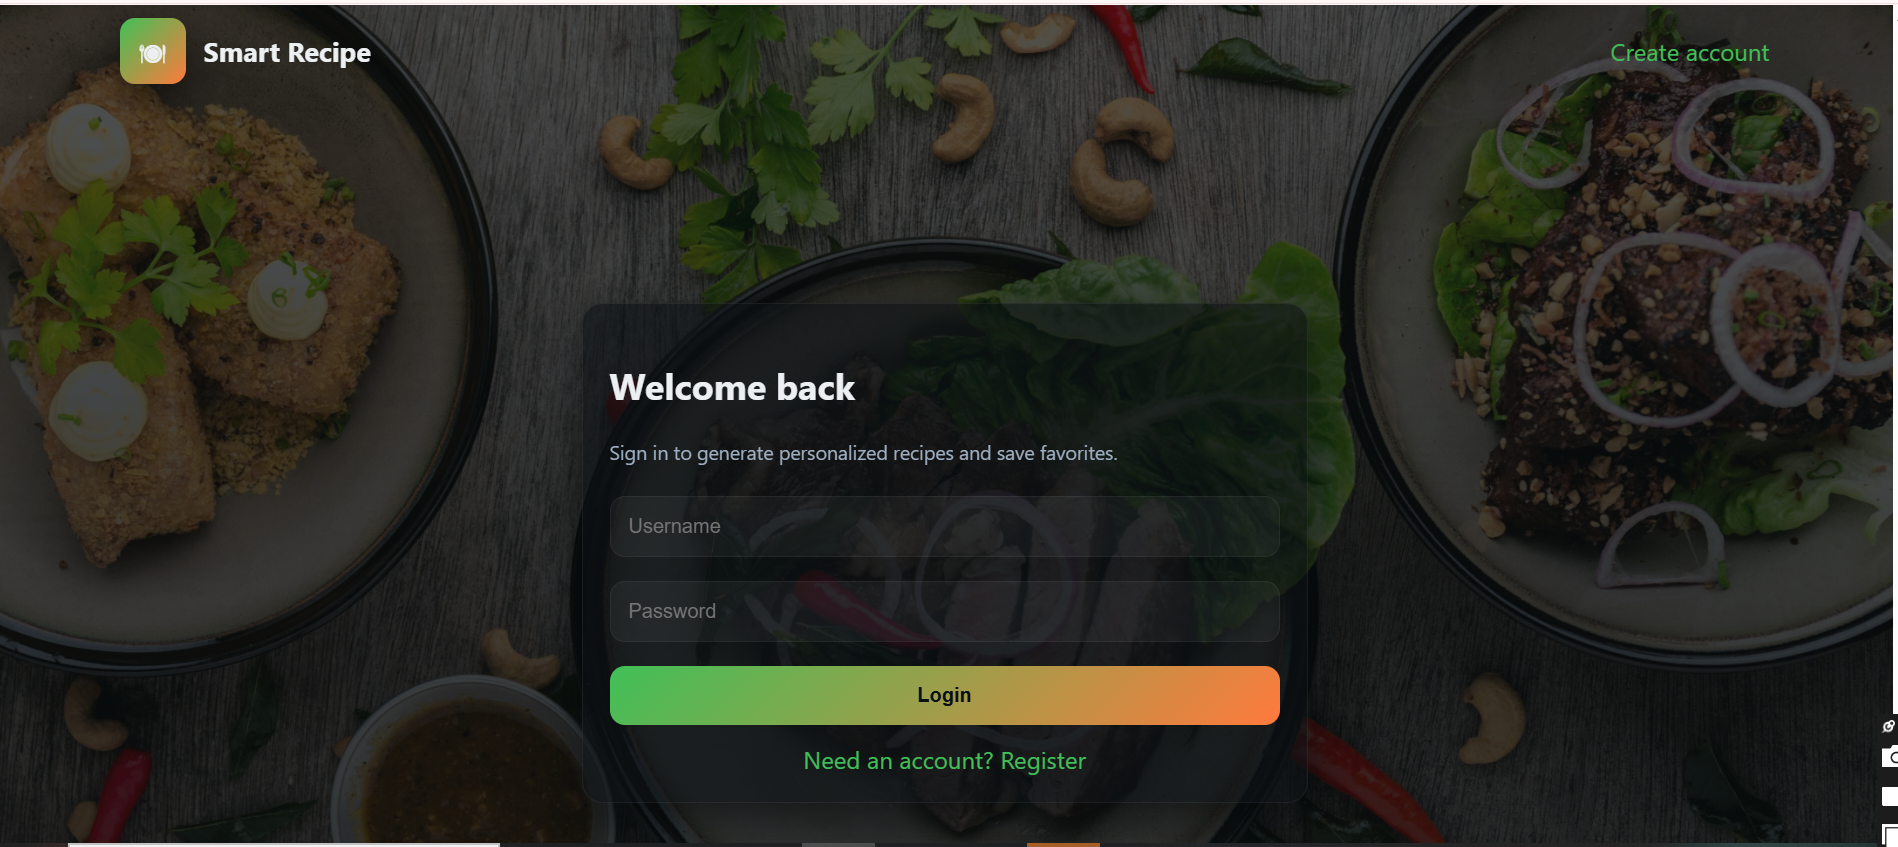 Smart Recipe
Create account
Welcome back
Sign in to generate personalized recipes and save favorites.
Username
Password
Login
Need an account? Register